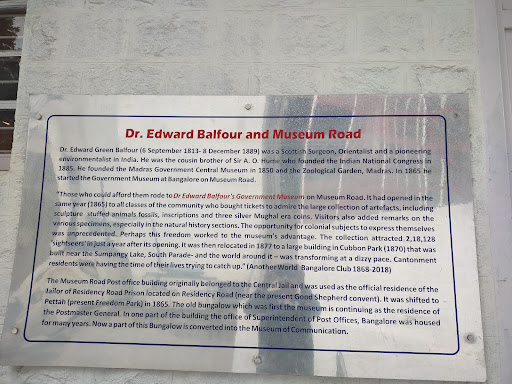 Dr. Edward Balfour and Museum Road
Dr. Edward Green Balfour (6 September 1813- 8 December 1889) was a Scottish Surgeon, Orientalist and a pioneering
environmentalist in India. He was the cousin brother of Sir A. O. Hume who founded the Indian National Congress in
1885. He founded the Madras Government Central Museum in 1850 and the Zoological Garden, Madras. In 1865 he
started the Government Museum at Bangalore on Museum Road.
"Those who could afford them rode to Dr Edward Balfour's Government Museum on Museum Road. It had opened in the
same year (1865) to all classes of the community who bought tickets to admire the large collection of artefacts, including
sculpture stuffed animals fossils, inscriptions and three silver Mughal era coins. Visitors also added remarks on the
various specimens, especially in the natural history sections. The opportunity for colonial subjects to express themselves
was unprecedented. Perhaps this freedom worked to the museum's advantage. The collection attracted 2,18,128
'sightseers' in just a year after its opening. It was then relocated in 1877 to a large building in Cubbon Park (1870) that was
built near the Sumpangy Lake, South Parade- and the world around it – was transforming at a dizzy pace. Cantonment
residents were having the time of their lives trying to catch up." (Another World Bangalore Club 1868-2018)
The Museum Road Post office building originally belonged to the Central Jail and was used as the official residence of the
Jailor of Residency Road Prison located on Residency Road (near the present Good Shepherd convent). It was shifted to
Pettah (present Freedom Park) in 1865. The old bungalow which was first the museum is continuing as the residence of
the Postmaster General. In one part of the building the office of Superintendent of Post Offices, Bangalore was housed
for many years. Now a part of this Bungalow is converted into the Museum of Communication.